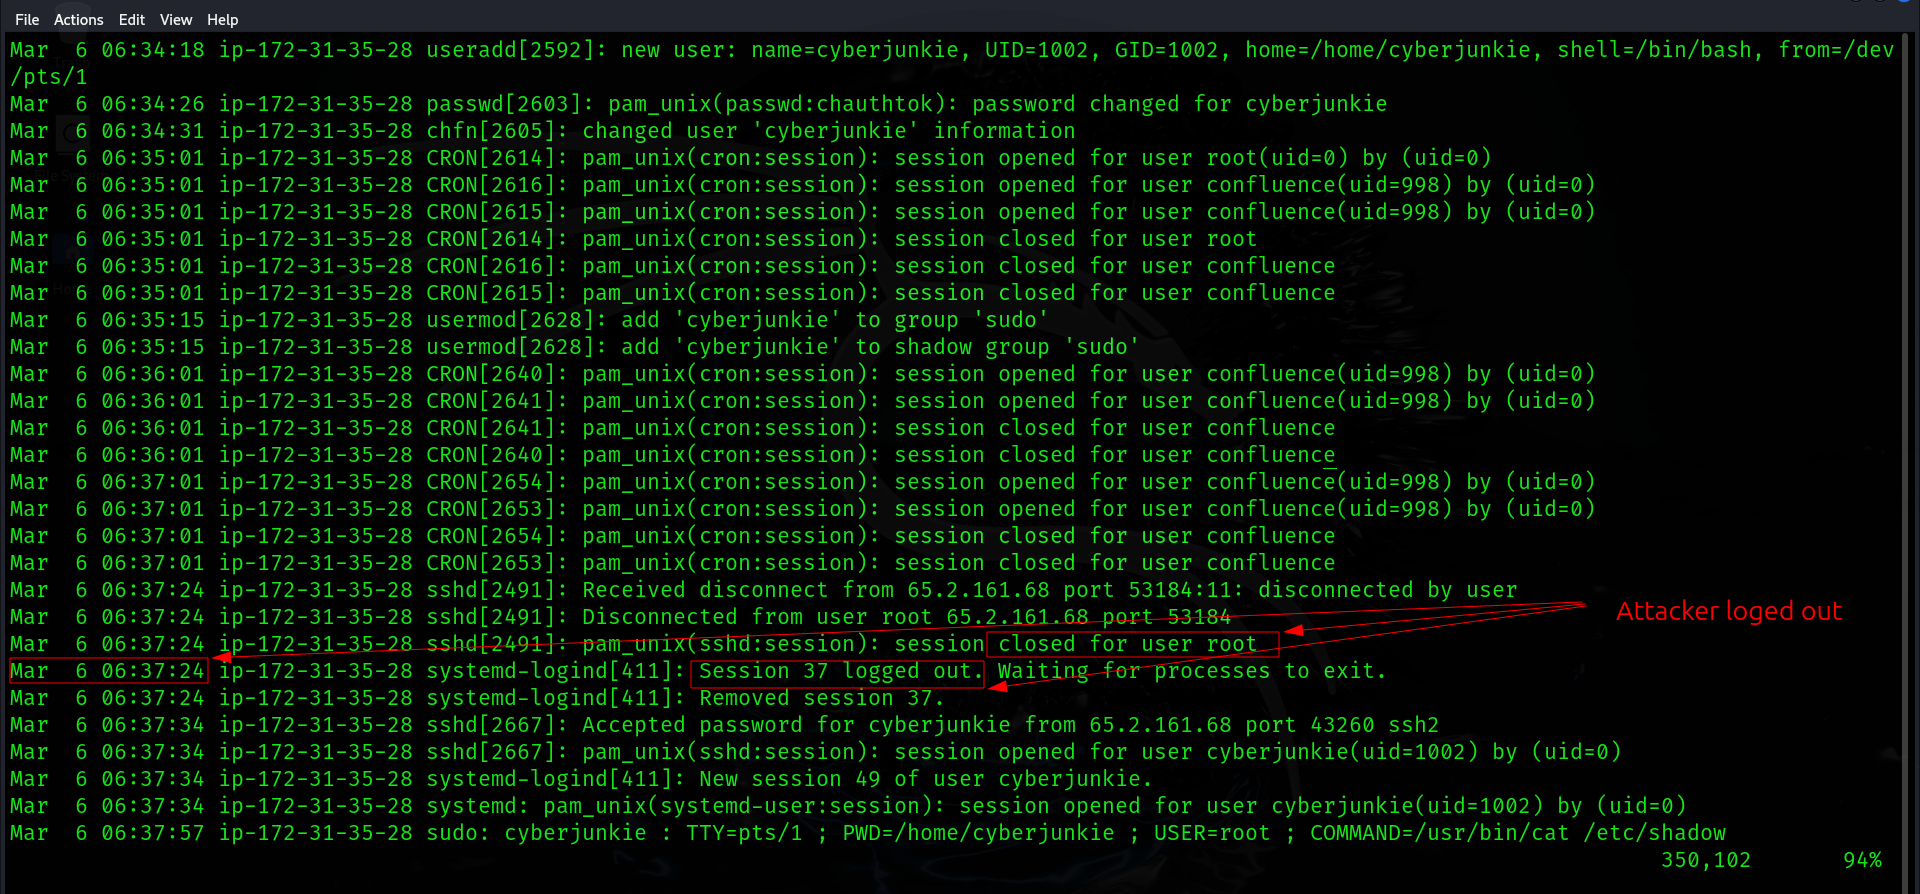 File Actions Edit View Help
Mar  6 06:34:18 ip-172-31-35-28 useradd[2592]: new user: name=cyberjunkie, UID=1002, GID=1002, home=/home/cyberjunkie, shell=/bin/bash, from=/dev
/pts/1
Mar  6 06:34:26 ip-172-31-35-28 passwd[2603]: pam_unix(passwd:chauthtok): password changed for cyberjunkie
Mar  6 06:34:31 ip-172-31-35-28 chfn[2605]: changed user 'cyberjunkie' information
Mar  6 06:35:01 ip-172-31-35-28 CRON[2614]: pam_unix(cron:session): session opened for user root(uid=0) by (uid=0)
Mar  6 06:35:01 ip-172-31-35-28 CRON[2616]: pam_unix(cron:session): session opened for user confluence(uid=998) by (uid=0)
Mar  6 06:35:01 ip-172-31-35-28 CRON[2615]: pam_unix(cron:session): session opened for user confluence(uid=998) by (uid=0)
Mar  6 06:35:01 ip-172-31-35-28 CRON[2614]: pam_unix(cron:session): session closed for user root
Mar  6 06:35:01 ip-172-31-35-28 CRON[2616]: pam_unix(cron:session): session closed for user confluence
Mar  6 06:35:01 ip-172-31-35-28 CRON[2615]: pam_unix(cron:session): session closed for user confluence
Mar  6 06:35:15 ip-172-31-35-28 usermod[2628]: add 'cyberjunkie' to group 'sudo'
Mar  6 06:35:15 ip-172-31-35-28 usermod[2628]: add 'cyberjunkie' to shadow group 'sudo'
Mar  6 06:36:01 ip-172-31-35-28 CRON[2640]: pam_unix(cron:session): session opened for user confluence(uid=998) by (uid=0)
Mar  6 06:36:01 ip-172-31-35-28 CRON[2641]: pam_unix(cron:session): session opened for user confluence(uid=998) by (uid=0)
Mar  6 06:36:01 ip-172-31-35-28 CRON[2641]: pam_unix(cron:session): session closed for user confluence
Mar  6 06:36:01 ip-172-31-35-28 CRON[2640]: pam_unix(cron:session): session closed for user confluence
Mar  6 06:37:01 ip-172-31-35-28 CRON[2654]: pam_unix(cron:session): session opened for user confluence(uid=998) by (uid=0)
Mar  6 06:37:01 ip-172-31-35-28 CRON[2653]: pam_unix(cron:session): session opened for user confluence(uid=998) by (uid=0)
Mar  6 06:37:01 ip-172-31-35-28 CRON[2654]: pam_unix(cron:session): session closed for user confluence
Mar  6 06:37:01 ip-172-31-35-28 CRON[2653]: pam_unix(cron:session): session closed for user confluence
Mar  6 06:37:24 ip-172-31-35-28 sshd[2491]: Received disconnect from 65.2.161.68 port 53184:11: disconnected by user
Mar  6 06:37:24 ip-172-31-35-28 sshd[2491]: Disconnected from user root 65.2.161.68 port 53184
Attacker loged out
Mar  6 06:37:24 ip-172-31-35-28 sshd[2491]: pam_unix(sshd:session): session closed for user root
Mar  6 06:37:24 ip-172-31-35-28 systemd-logind[411]: Session 37 logged out. Waiting for processes to exit.
Mar  6 06:37:24 ip-172-31-35-28 systemd-logind[411]: Removed session 37.
Mar  6 06:37:34 ip-172-31-35-28 sshd[2667]: Accepted password for cyberjunkie from 65.2.161.68 port 43260 ssh2
Mar  6 06:37:34 ip-172-31-35-28 sshd[2667]: pam_unix(sshd:session): session opened for user cyberjunkie(uid=1002) by (uid=0)
Mar  6 06:37:34 ip-172-31-35-28 systemd-logind[411]: New session 49 of user cyberjunkie.
Mar  6 06:37:34 ip-172-31-35-28 systemd: pam_unix(systemd-user:session): session opened for user cyberjunkie(uid=1002) by (uid=0)
Mar  6 06:37:57 ip-172-31-35-28 sudo: cyberjunkie : TTY=pts/1 ; PWD=/home/cyberjunkie ; USER=root ; COMMAND=/usr/bin/cat /etc/shadow
350,102 94%